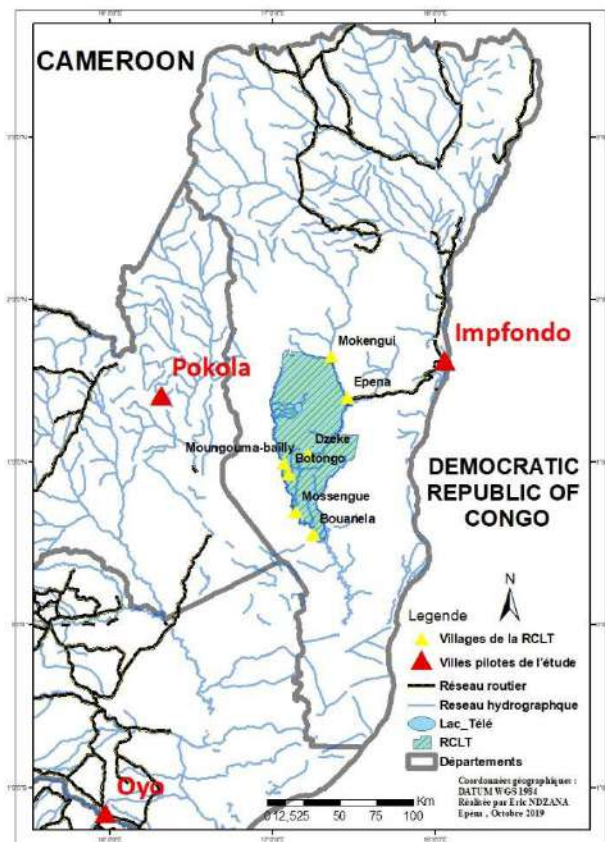 CAMEROON
Impfondo
Mokengui
Pokola
Epena
Dzeke
Moungouma-bailly
Botongo
DEMOCRATIC
REPUBLIC OF
CONGO
Mossengue
Bouanela
N
Legende
Villages de la RCLT
Villes pilotes de l'étude
Réseau routier
Reseau hydrographque
Lac_Télé
RCLT
Départements
Oyo
Coordonnées géographiques :
DATUM WGS 1984
Réalisée par Eric NDZANA
Epéna , Octobre 2019
Km
0 12,525 50 75 100